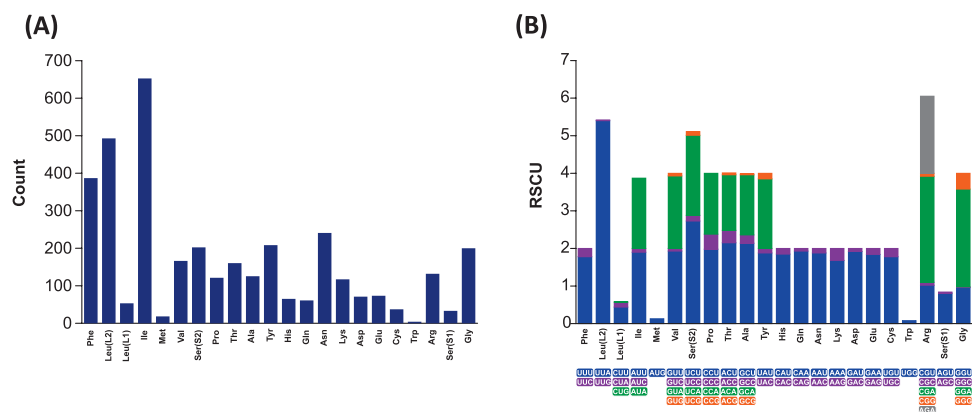 (A)
(B)
700
600
500
400
300
200
100
0
Count
Phe Leu(L2) Leu(L1) Ile Met Val Ser(S2) Pro Thr Ala Tyr His Gln Asn Lys Asp Glu Cys Trp Arg Ser(S1) Gly
7
6
5
4
3
2
1
0
RSCU
Phe Leu(L2) Leu(L1) Ile Met Val Ser(S2) Pro Thr Ala Tyr His Gln Asn Lys Asp Glu Cys Trp Arg Ser(S1) Gly
UUU UUA CUU AUU AUG GUU UCU CCU ACU GCU UAU CAU AAU AAA GAU GAA UGU UGG CGU AGU GGU
UUC UUG CUA AUC GUC UCC CCC ACC GCC UAC CAC CAG AAC AAG GAC GAG UGC CGC AGC GGC
CUG AUA GUA UCA CCA ACA GCA CGA GGA
GUG UCG CCG ACG GCG CGG GGG
AGA